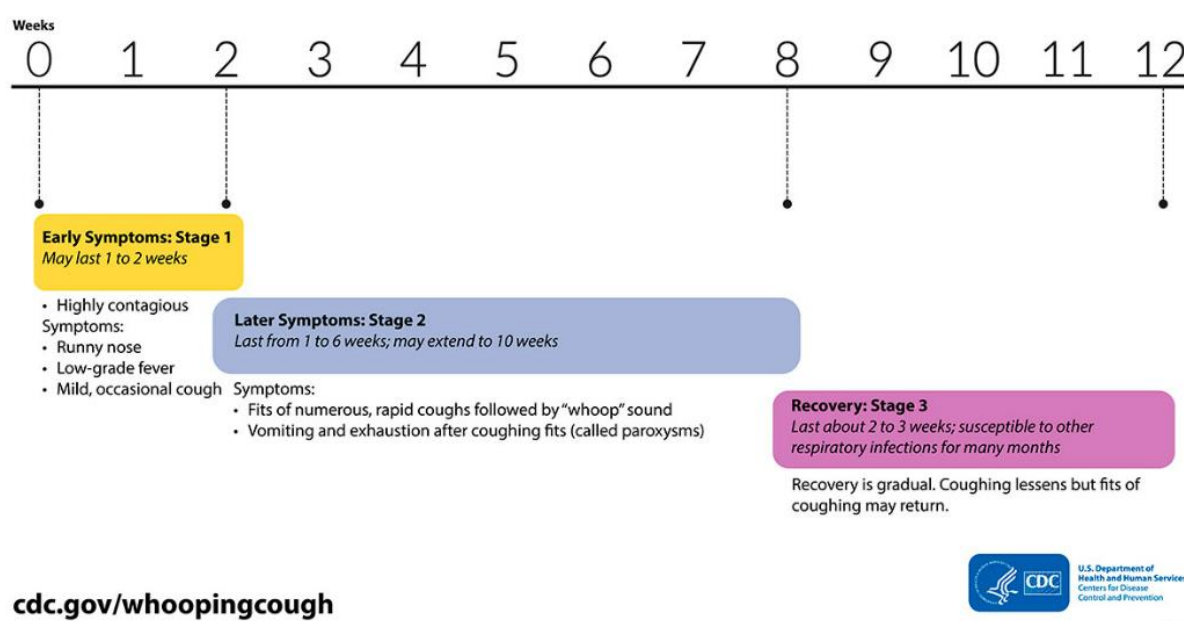 Weeks
0 1 2 3 4 5 6 7 8 9 10 11 12
Early Symptoms: Stage 1
May last 1 to 2 weeks
• Highly contagious
Symptoms:
• Runny nose
• Low-grade fever
• Mild, occasional cough
Later Symptoms: Stage 2
Last from 1 to 6 weeks; may extend to 10 weeks
Symptoms:
• Fits of numerous, rapid coughs followed by “whoop” sound
• Vomiting and exhaustion after coughing fits (called paroxysms)
Recovery: Stage 3
Last about 2 to 3 weeks; susceptible to other
respiratory infections for many months
Recovery is gradual. Coughing lessens but fits of
coughing may return.
cdc.gov/whoopingcough
CDC
U.S. Department of
Health and Human Services
Centers for Disease
Control and Prevention